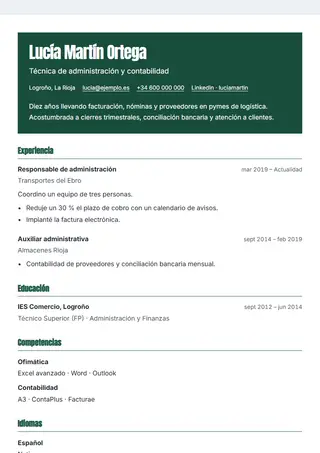 Lucía Martín Ortega
Técnica de administración y contabilidad
Logroño, La Rioja lucia@ejemplo.es +34 600 000 000 LinkedIn · luciamartin
Diez años llevando facturación, nóminas y proveedores en pymes de logística.
Acostumbrada a cierres trimestrales, conciliación bancaria y atención a clientes.
Experiencia
Responsable de administración mar 2019 – Actualidad
Transportes del Ebro
Coordino un equipo de tres personas.
• Reduje un 30 % el plazo de cobro con un calendario de avisos.
• Implanté la factura electrónica.
Auxiliar administrativa sept 2014 – feb 2019
Almacenes Rioja
• Contabilidad de proveedores y conciliación bancaria mensual.
Educación
IES Comercio, Logroño sept 2012 – jun 2014
Técnico Superior (FP) · Administración y Finanzas
Competencias
Ofimática
Excel avanzado · Word · Outlook
Contabilidad
A3 · ContaPlus · Facturae
Idiomas
Español